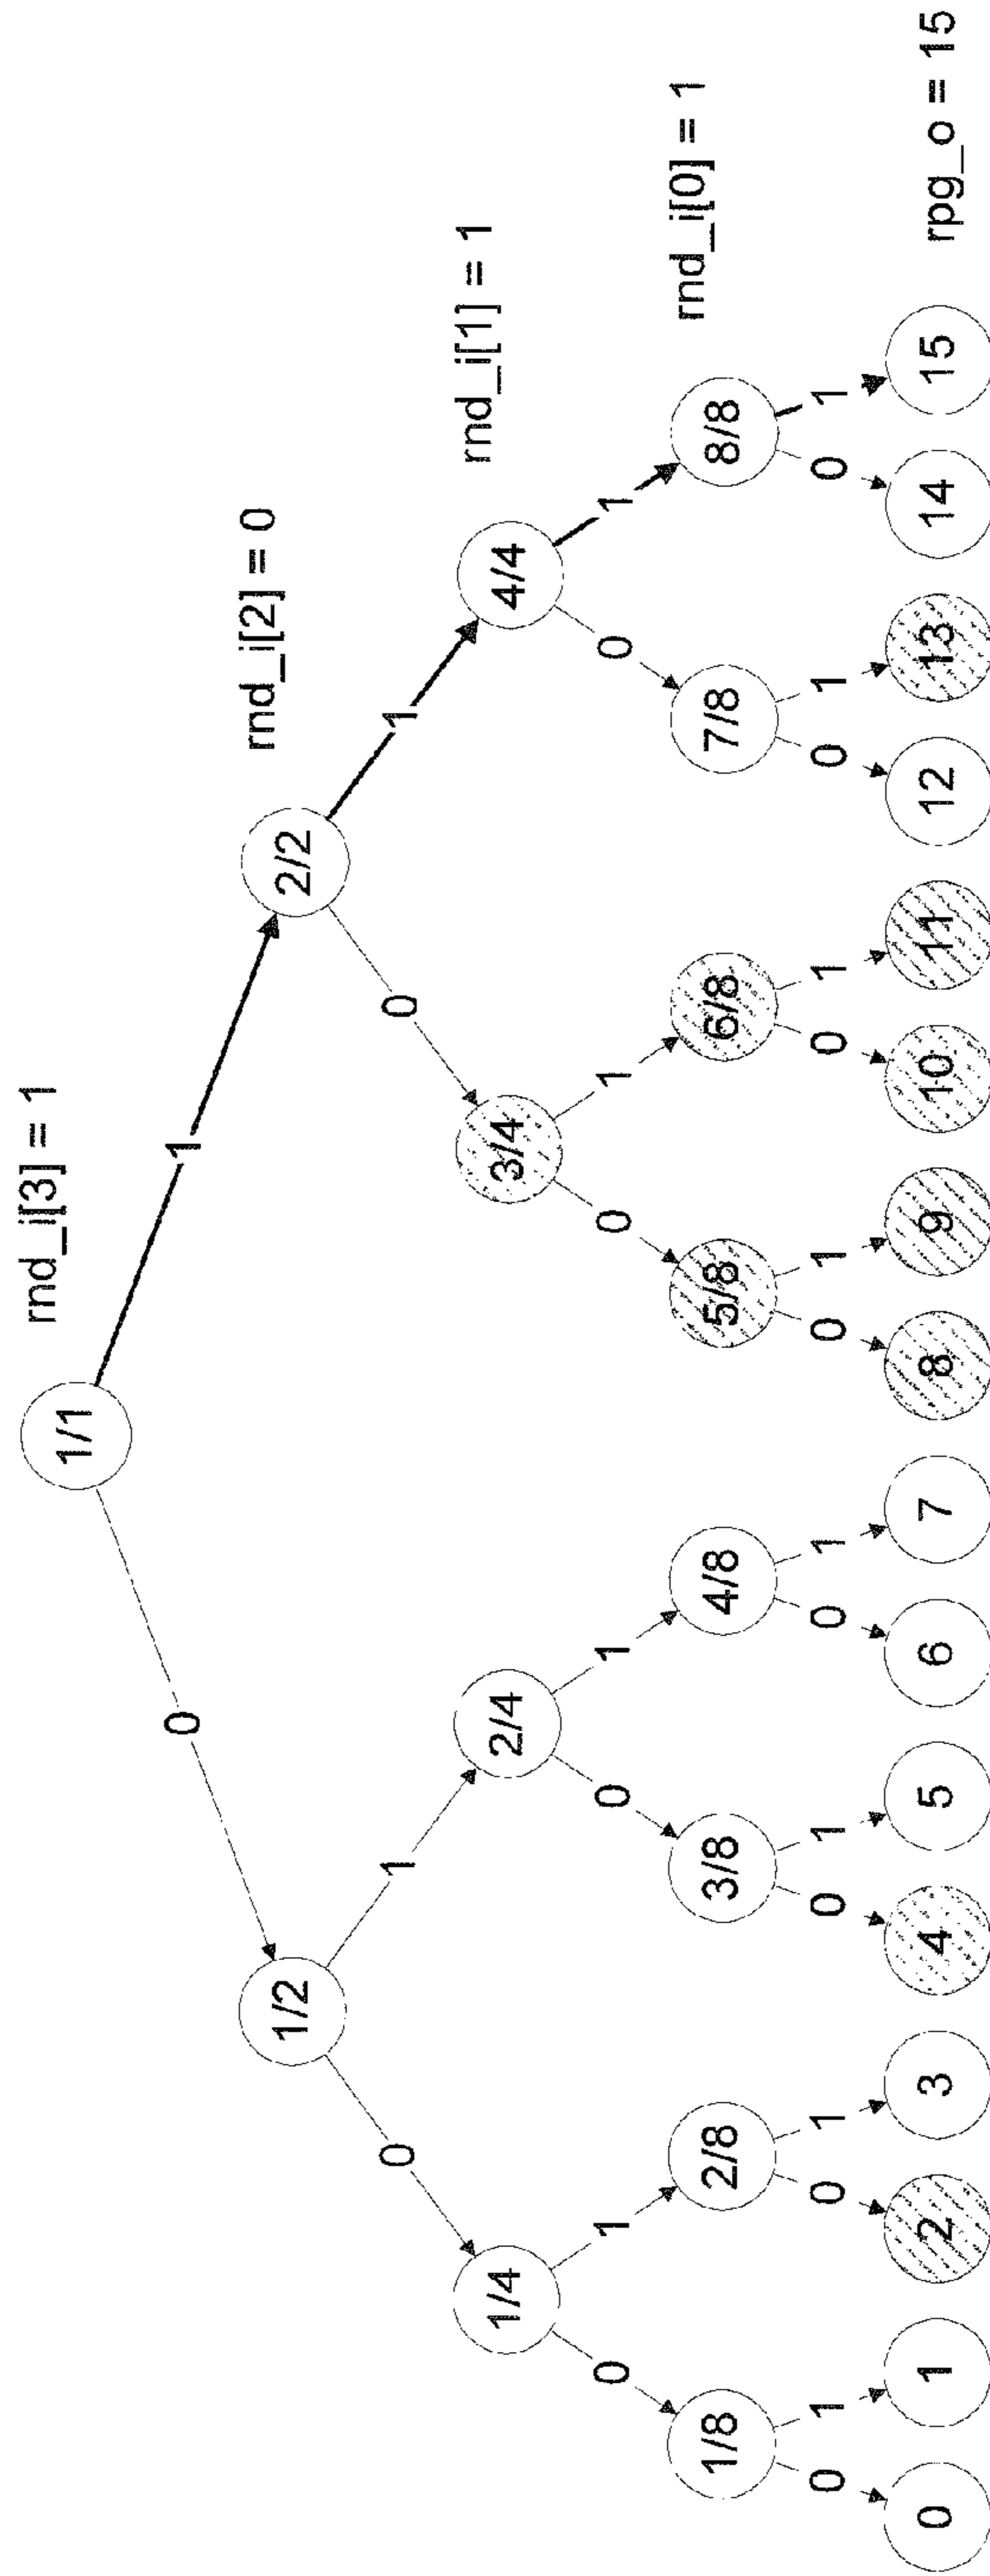 rnd_i[3] = 1
1/1
0 1
rnd_i[2] = 0
1/2 2/2
0 1 0 1
rnd_i[1] = 1
1/4 2/4 3/4 4/4
0 1 0 1 0 1 0 1
rnd_i[0] = 1
1/8 2/8 3/8 4/8 5/8 6/8 7/8 8/8
0 1 0 1 0 1 0 1 0 1 0 1 0 1 0 1
0 1 2 3 4 5 6 7 8 9 10 11 12 13 14 15
rpg_o = 15